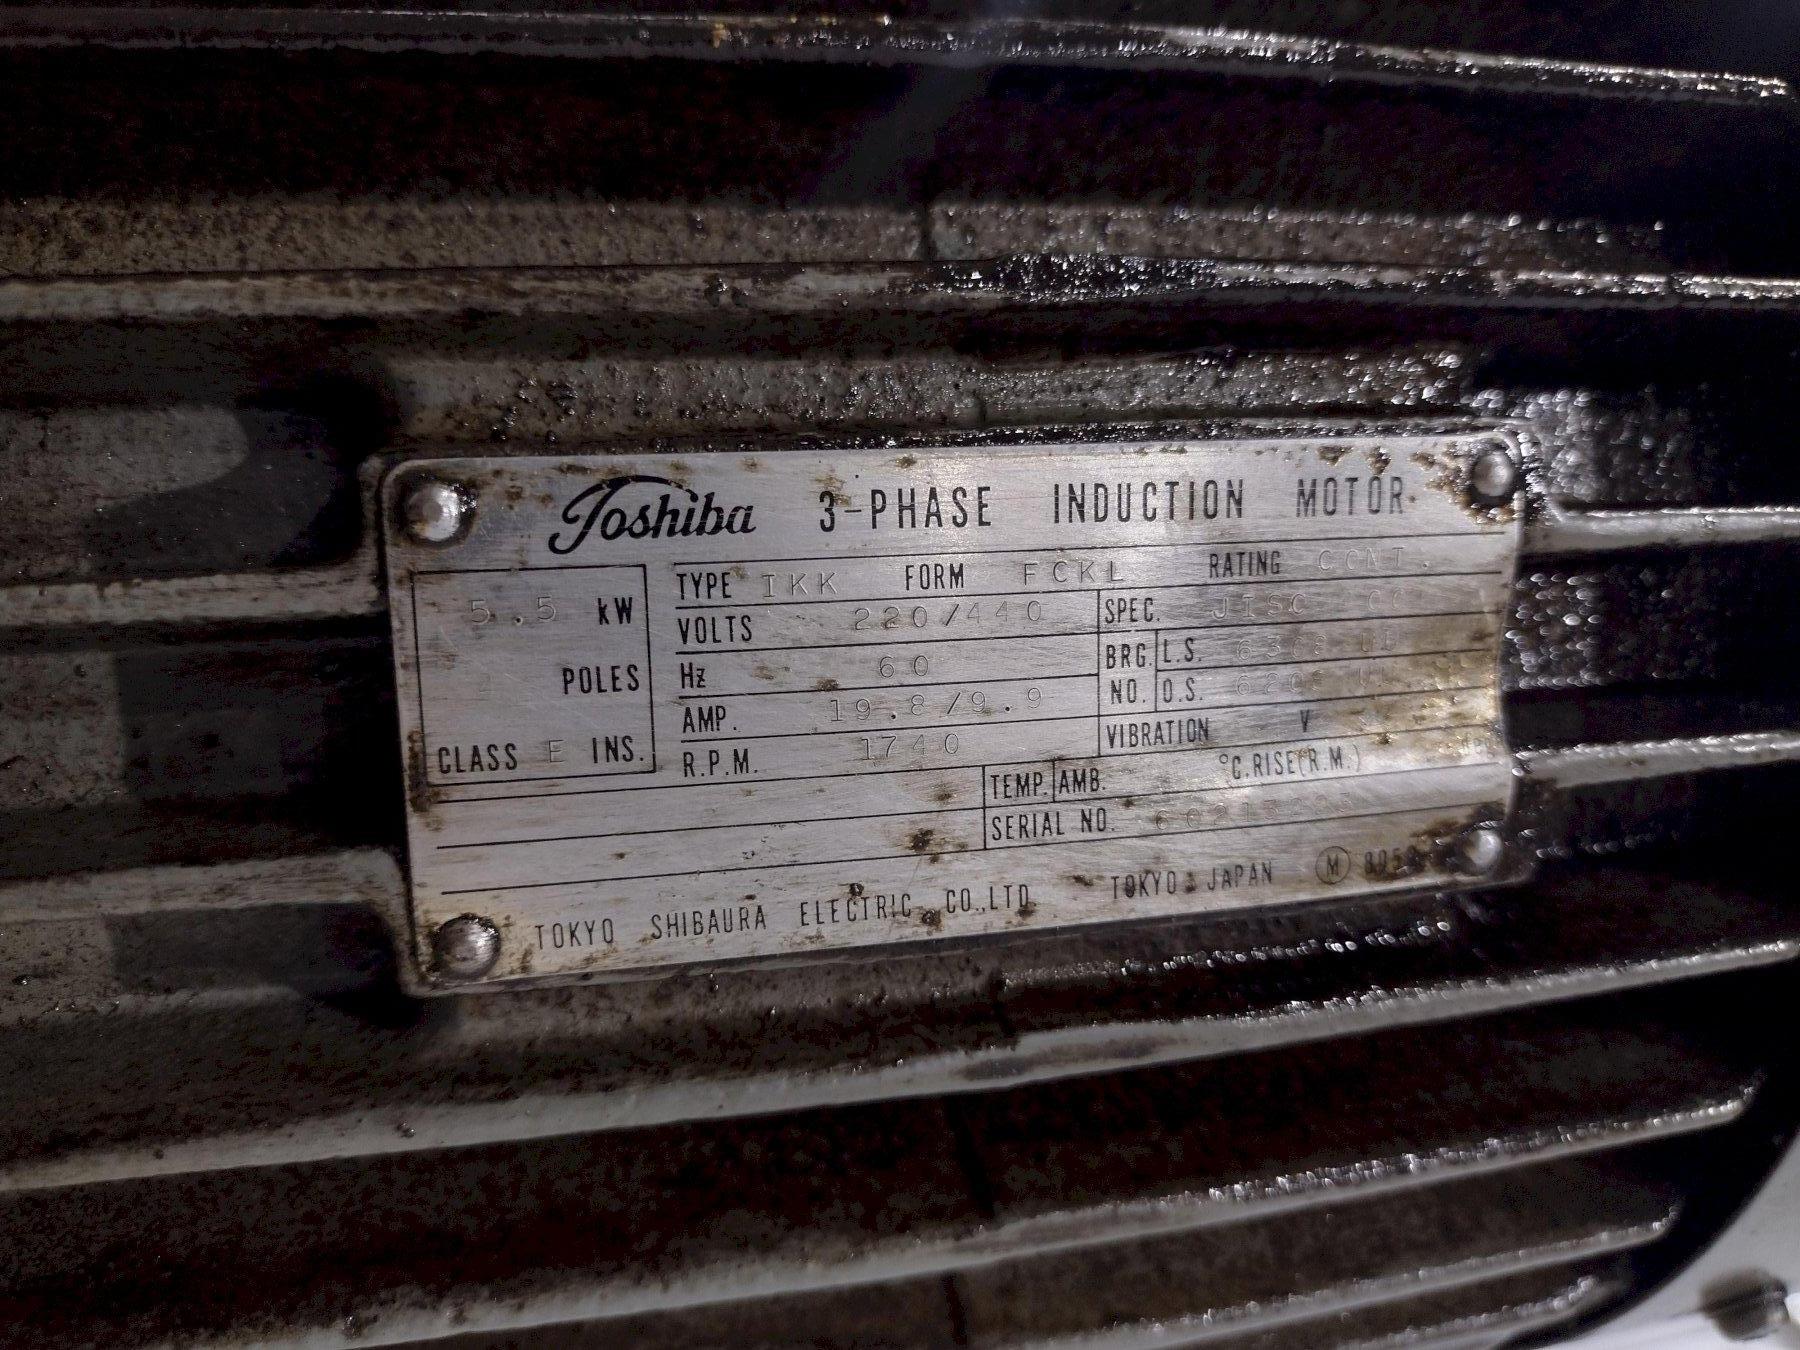 Toshiba 3-PHASE INDUCTION MOTOR
5.5 kW
POLES
CLASS E INS.
TYPE IKK FORM FCKL RATING CONT.
VOLTS 220/440
Hz 60
AMP. 19.8/9.9
R.P.M. 1740
SPEC. JISC
BRG. NO. L.S.
O.S.
VIBRATION V
TEMP. AMB. °C.RISE(R.M.)
SERIAL NO.
TOKYO SHIBAURA ELECTRIC CO.,LTD. TOKYO JAPAN M